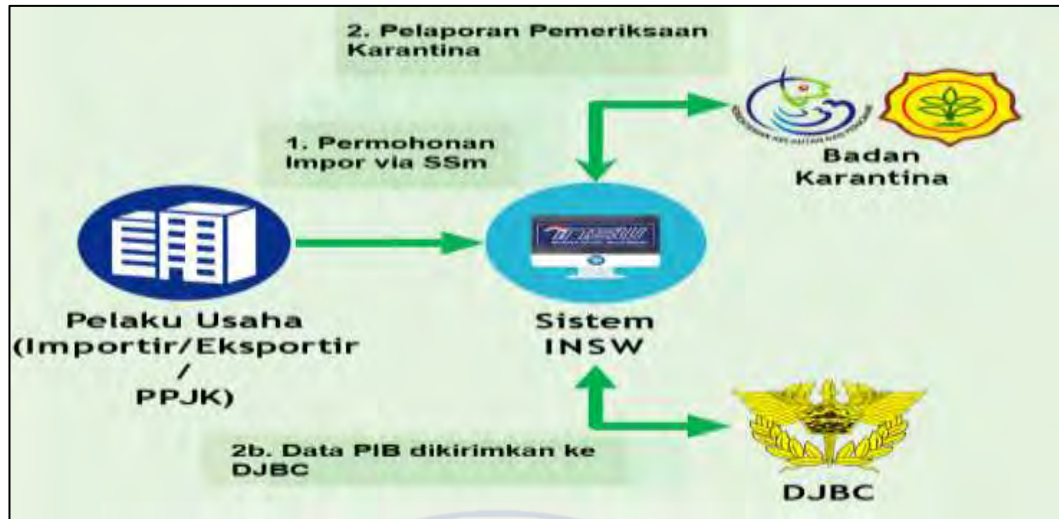 2. Pelaporan Pemeriksaan
Karantina
1. Permohonan
Impor via SSm
Badan
Karantina
Pelaku Usaha
(Importir/Eksportir
/
PPJK)
Sistem
INSW
2b. Data PIB dikirimkan ke
DJBC
DJBC